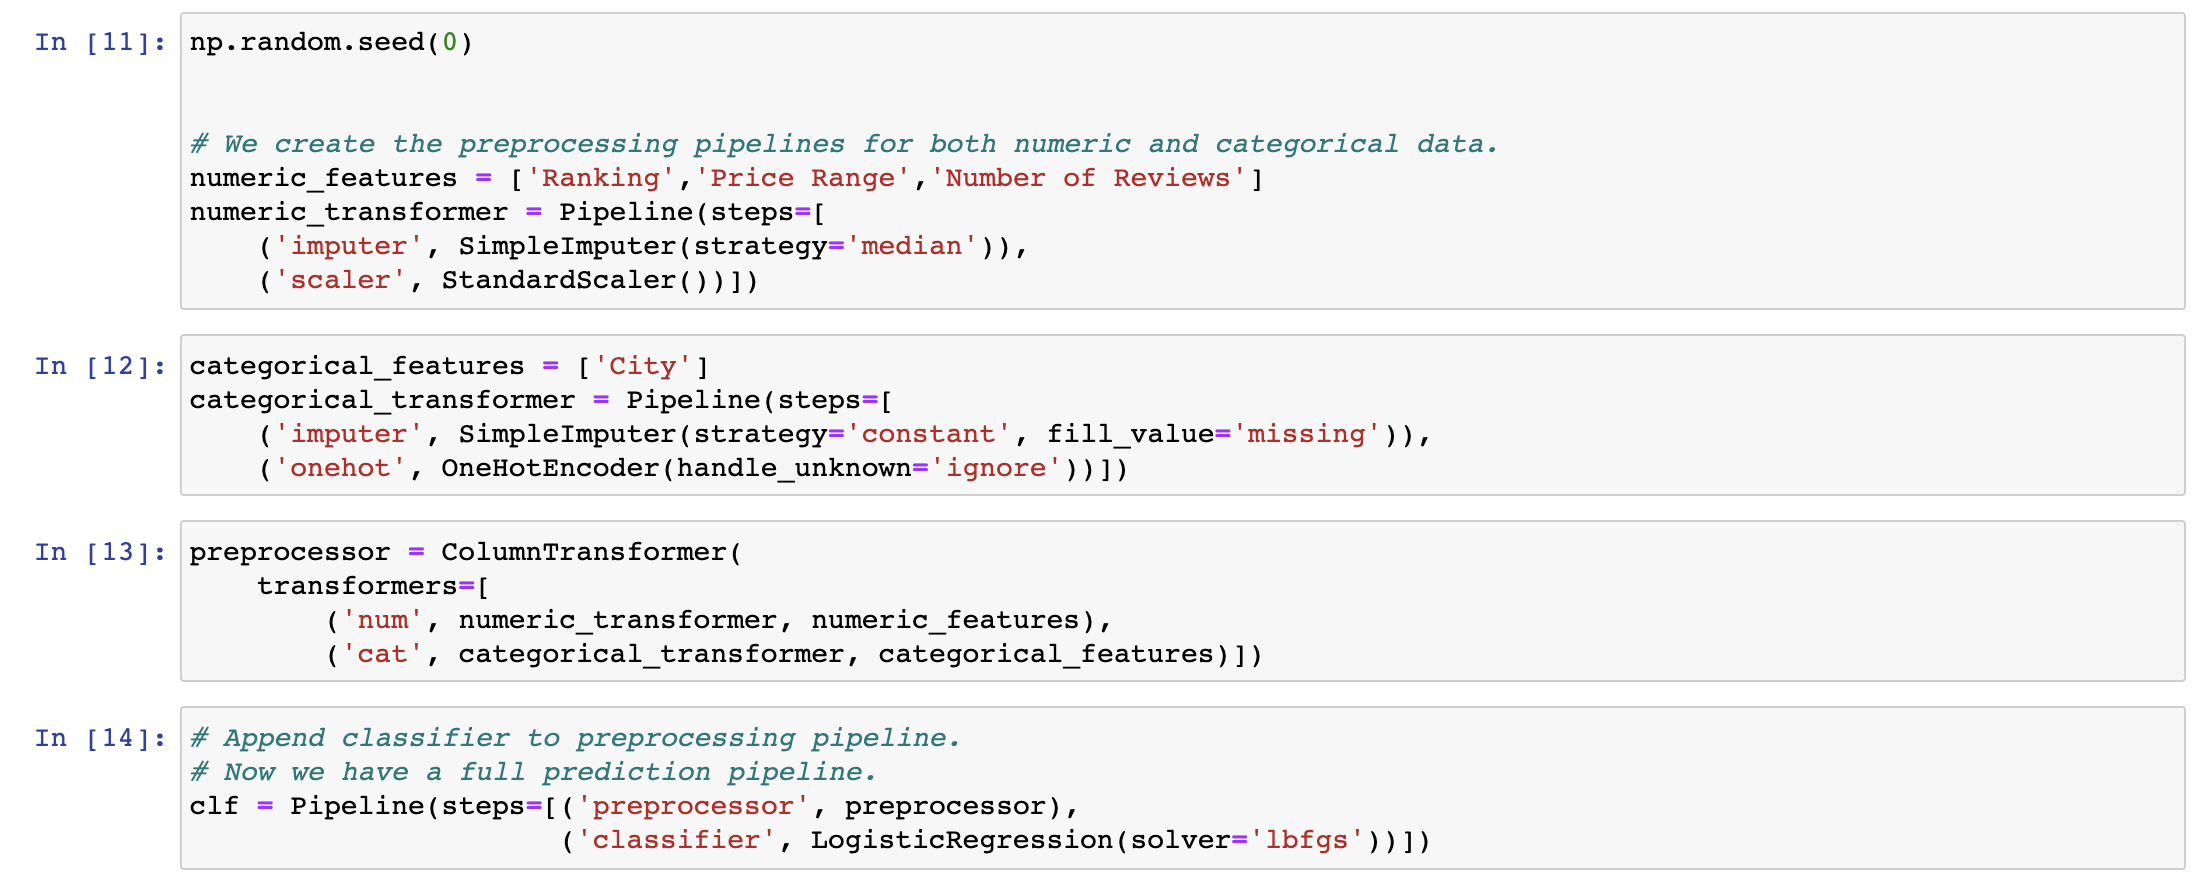 In [11]: np.random.seed(0)
# We create the preprocessing pipelines for both numeric and categorical data.
numeric_features = ['Ranking','Price Range','Number of Reviews']
numeric_transformer = Pipeline(steps=[
    ('imputer', SimpleImputer(strategy='median')),
    ('scaler', StandardScaler())])
In [12]: categorical_features = ['City']
categorical_transformer = Pipeline(steps=[
    ('imputer', SimpleImputer(strategy='constant', fill_value='missing')),
    ('onehot', OneHotEncoder(handle_unknown='ignore'))])
In [13]: preprocessor = ColumnTransformer(
    transformers=[
        ('num', numeric_transformer, numeric_features),
        ('cat', categorical_transformer, categorical_features)])
In [14]: # Append classifier to preprocessing pipeline.
# Now we have a full prediction pipeline.
clf = Pipeline(steps=[('preprocessor', preprocessor),
                      ('classifier', LogisticRegression(solver='lbfgs'))])